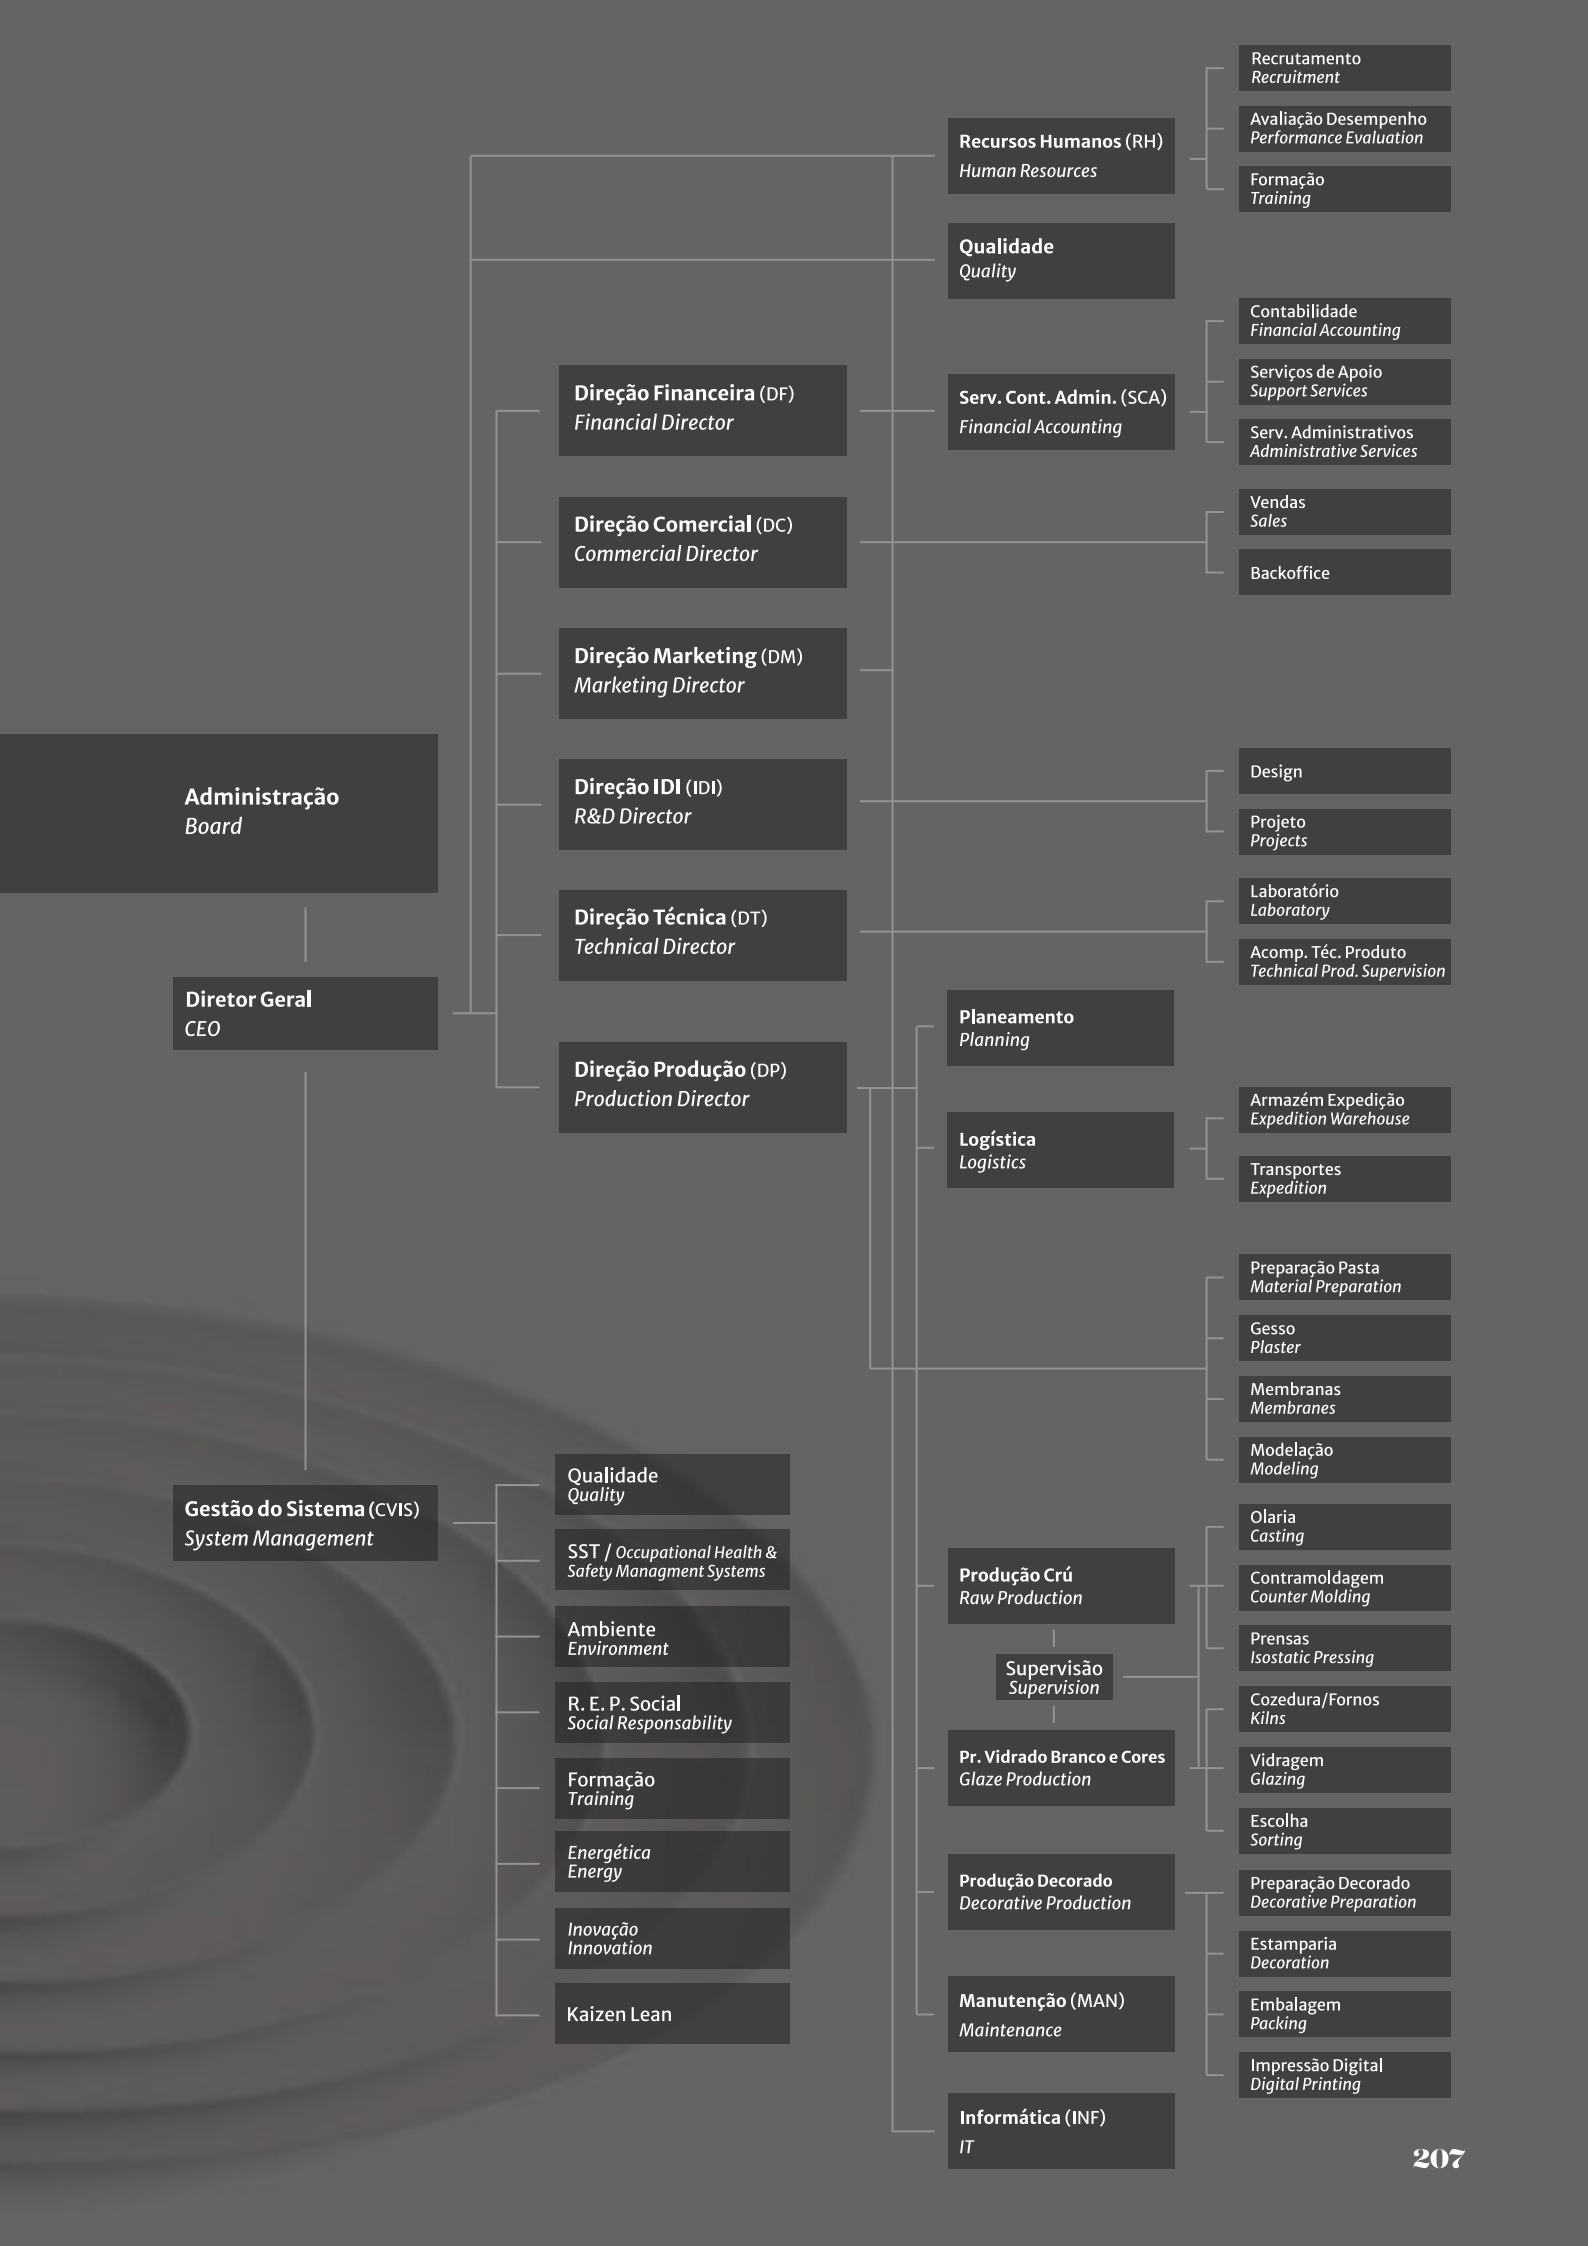 Administração
Board
Diretor Geral
CEO
Gestão do Sistema (CVIS)
System Management
Direção Financeira (DF)
Financial Director
Direção Comercial (DC)
Commercial Director
Direção Marketing (DM)
Marketing Director
Direção IDI (IDI)
R&D Director
Direção Técnica (DT)
Technical Director
Direção Produção (DP)
Production Director
Qualidade
Quality
SST / Occupational Health &
Safety Managment Systems
Ambiente
Environment
R. E. P. Social
Social Responsability
Formação
Training
Energética
Energy
Inovação
Innovation
Kaizen Lean
Recursos Humanos (RH)
Human Resources
Qualidade
Quality
Serv. Cont. Admin. (SCA)
Financial Accounting
Planeamento
Planning
Logística
Logistics
Produção Crú
Raw Production
Supervisão
Supervision
Pr. Vidrado Branco e Cores
Glaze Production
Produção Decorado
Decorative Production
Manutenção (MAN)
Maintenance
Informática (INF)
IT
Recrutamento
Recruitment
Avaliação Desempenho
Performance Evaluation
Formação
Training
Contabilidade
Financial Accounting
Serviços de Apoio
Support Services
Serv. Administrativos
Administrative Services
Vendas
Sales
Backoffice
Design
Projeto
Projects
Laboratório
Laboratory
Acomp. Téc. Produto
Technical Prod. Supervision
Armazém Expedição
Expedition Warehouse
Transportes
Expedition
Preparação Pasta
Material Preparation
Gesso
Plaster
Membranas
Membranes
Modelação
Modeling
Olaria
Casting
Contramoldagem
Counter Molding
Prensas
Isostatic Pressing
Cozedura/Fornos
Kilns
Vidragem
Glazing
Escolha
Sorting
Preparação Decorado
Decorative Preparation
Estamparia
Decoration
Embalagem
Packing
Impressão Digital
Digital Printing
207